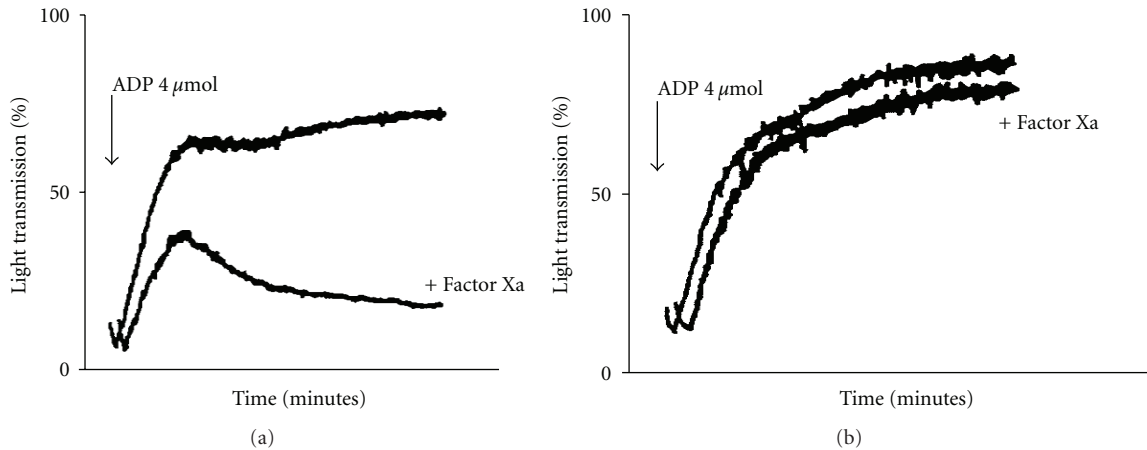 100
ADP 4 μmol
50
+ Factor Xa
0
Light transmission (%)
Time (minutes)
(a)
100
ADP 4 μmol
+ Factor Xa
50
0
Light transmission (%)
Time (minutes)
(b)